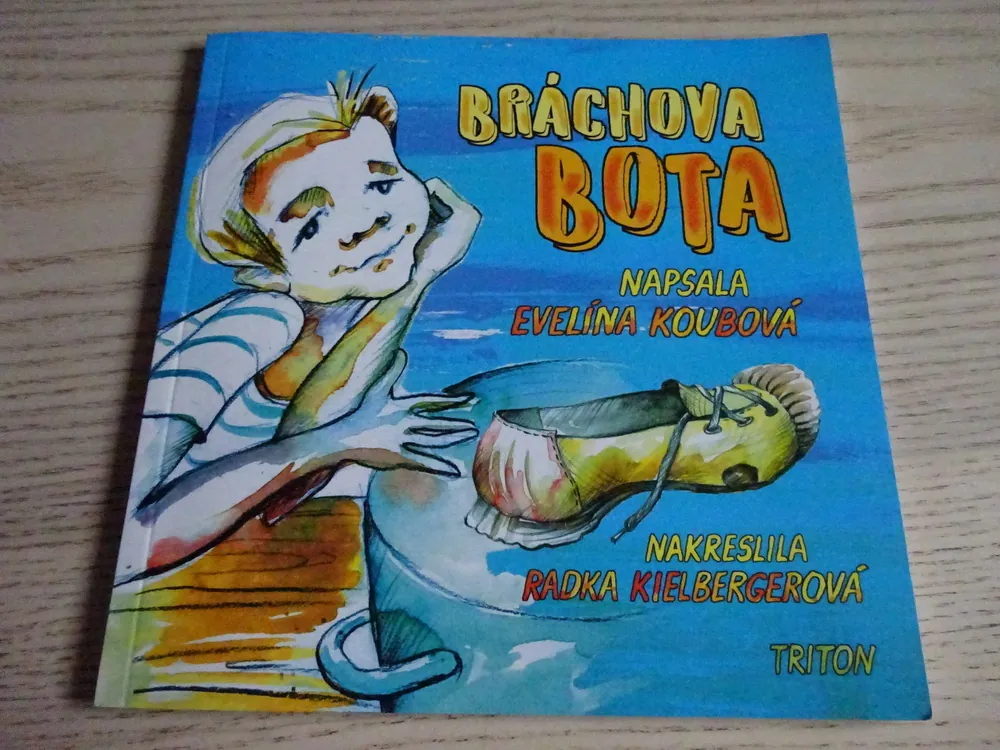 BRÁCHOVA
BOTA
NAPSALA
EVELÍNA KOUBOVÁ
NAKRESLILA
RADKA KIELBERGEROVÁ
TRITON